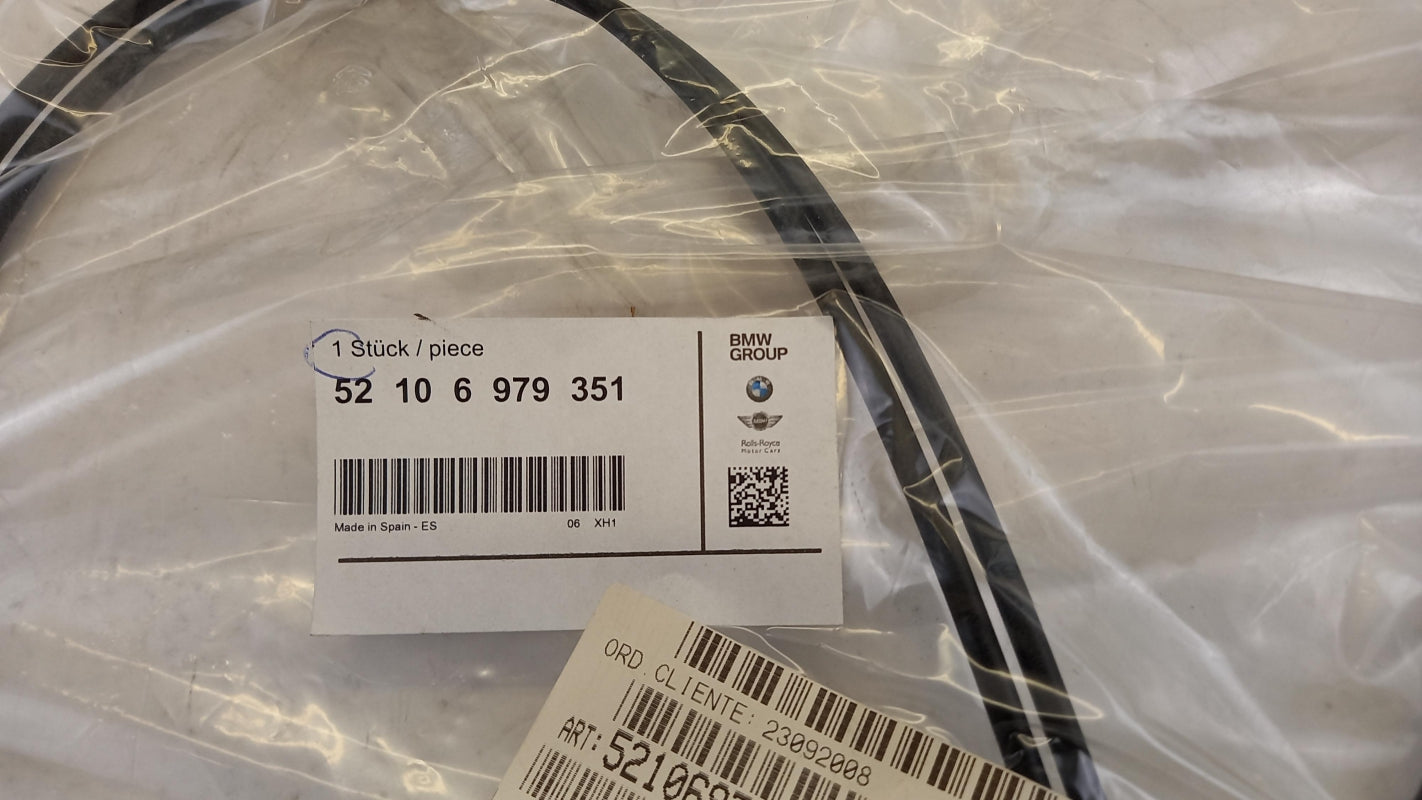 1 Stück / piece
52 10 6 979 351
Made in Spain - ES
06 XH1
BMW
GROUP
Rolls-Royce
Motor Cars
ORD. CLIENTE: 23092008
ART: